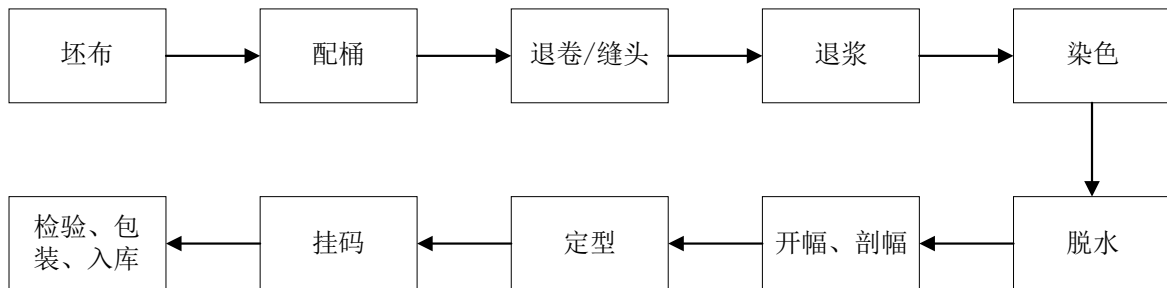 坯布
配桶
退卷/缝头
退浆
染色
检验、包
装、入库
挂码
定型
开幅、剖幅
脱水